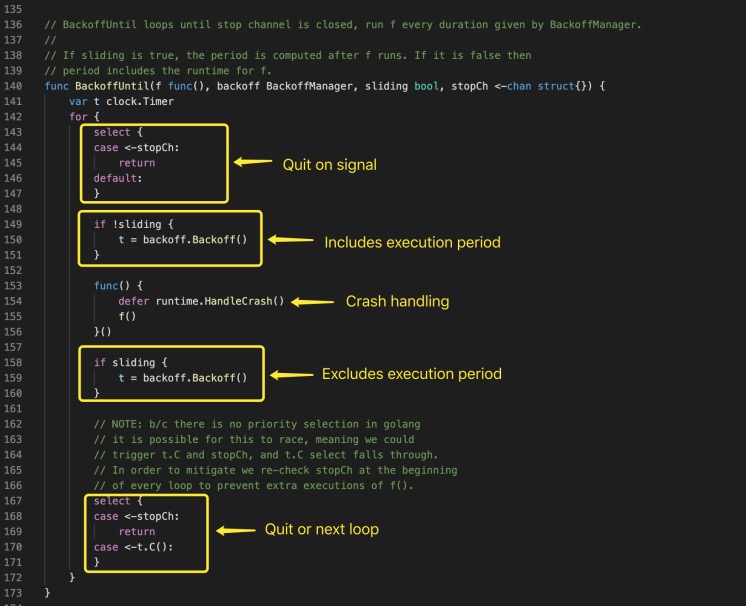 135
136 // BackoffUntil loops until stop channel is closed, run f every duration given by BackoffManager.
137 //
138 // If sliding is true, the period is computed after f runs. If it is false then
139 // period includes the runtime for f.
140 func BackoffUntil(f func(), backoff BackoffManager, sliding bool, stopCh <-chan struct{}) {
141 var t clock.Timer
142 for {
143 select {
144 case <-stopCh:
145 return Quit on signal
146 default:
147 }
148
149 if !sliding {
150 t = backoff.Backoff() Includes execution period
151 }
152
153 func() {
154 defer runtime.HandleCrash() Crash handling
155 f()
156 }()
157
158 if sliding {
159 t = backoff.Backoff() Excludes execution period
160 }
161
162 // NOTE: b/c there is no priority selection in golang
163 // it is possible for this to race, meaning we could
164 // trigger t.C and stopCh, and t.C select falls through.
165 // In order to mitigate we re-check stopCh at the beginning
166 // of every loop to prevent extra executions of f().
167 select {
168 case <-stopCh:
169 return Quit or next loop
170 case <-t.C():
171 }
172 }
173 }